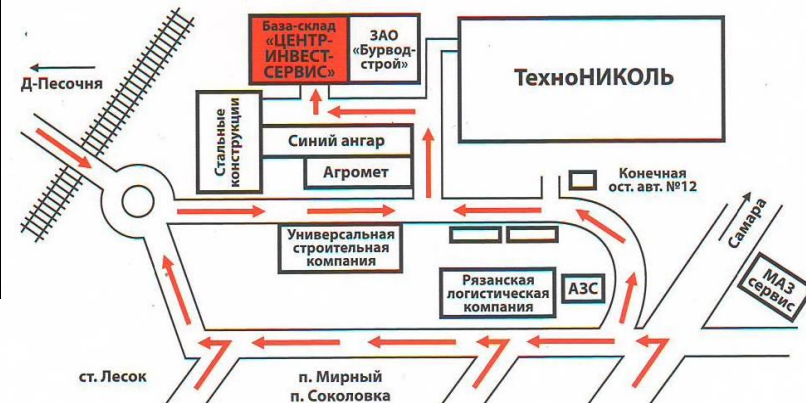 База-склад
«ЦЕНТР-
ИНВЕСТ-
СЕРВИС»
ЗАО
«Бурвод-
строй»
ТехноНИКОЛЬ
Д-Песочня
Стальные
конструкции
Синий ангар
Агромет
Конечная
ост. авт. №12
Самара
Универсальная
строительная
компания
Рязанская
логистическая
компания
АЗС
МАЗ
сервис
ст. Лесок
п. Мирный
п. Соколовка